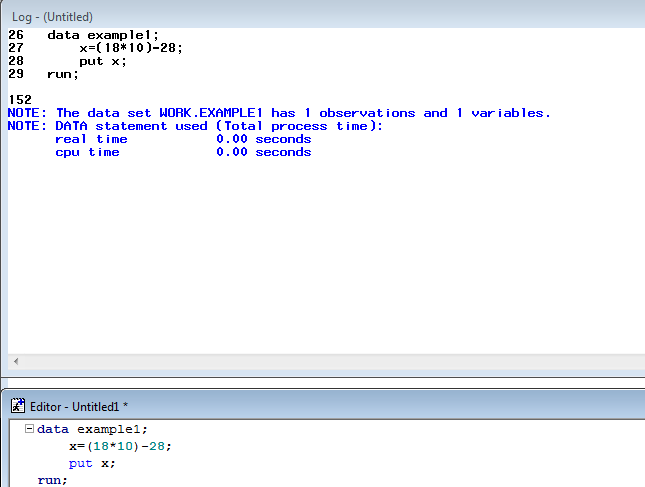 Log - (Untitled)
26   data example1;
27       x=(18*10)-28;
28       put x;
29   run;
152
NOTE: The data set WORK.EXAMPLE1 has 1 observations and 1 variables.
NOTE: DATA statement used (Total process time):
      real time           0.00 seconds
      cpu time            0.00 seconds
Editor - Untitled1 *
data example1;
    x=(18*10)-28;
    put x;
run;